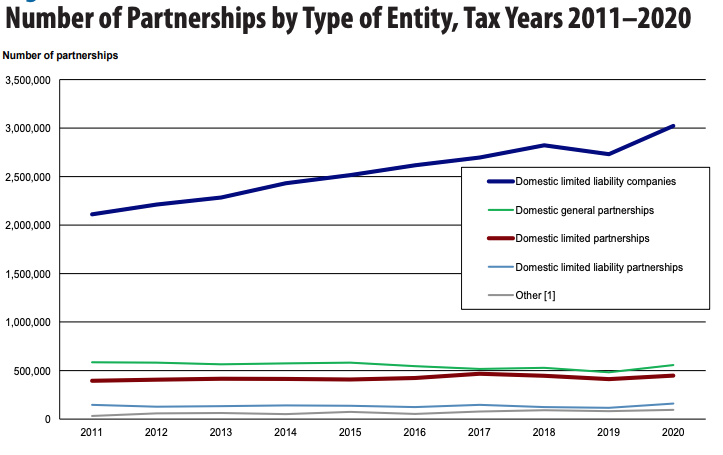 Number of Partnerships by Type of Entity, Tax Years 2011–2020
Number of partnerships
3,500,000
3,000,000
2,500,000
2,000,000
1,500,000
1,000,000
500,000
0
Domestic limited liability companies
Domestic general partnerships
Domestic limited partnerships
Domestic limited liability partnerships
Other [1]
2011 2012 2013 2014 2015 2016 2017 2018 2019 2020